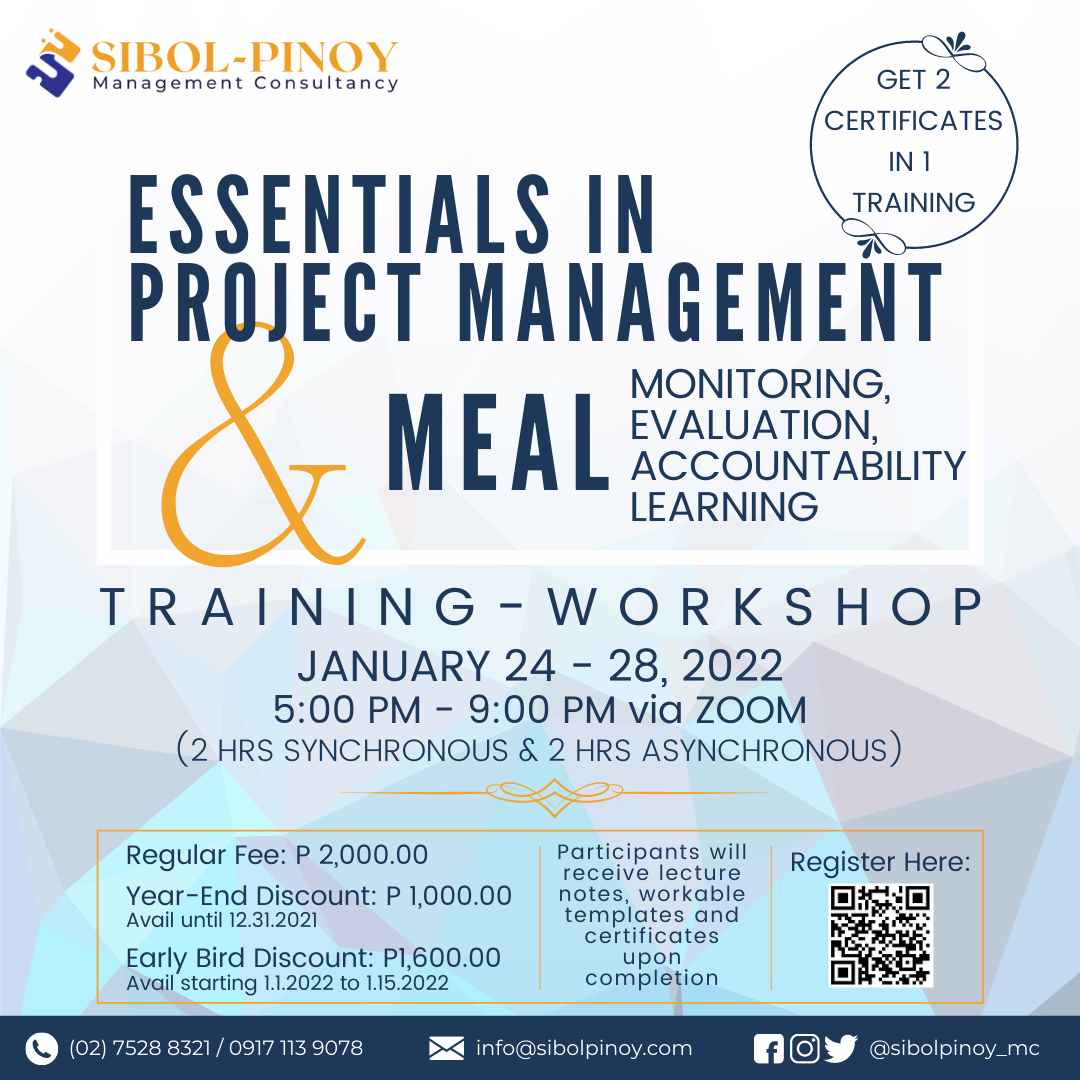 SIBOL-PINOY
Management Consultancy
GET 2
CERTIFICATES
IN 1
TRAINING
ESSENTIALS IN
PROJECT MANAGEMENT
&
MEAL
MONITORING,
EVALUATION,
ACCOUNTABILITY
LEARNING
TRAINING-WORKSHOP
JANUARY 24 - 28, 2022
5:00 PM - 9:00 PM via ZOOM
(2 HRS SYNCHRONOUS & 2 HRS ASYNCHRONOUS)
Regular Fee: P 2,000.00
Year-End Discount: P 1,000.00
Avail until 12.31.2021
Early Bird Discount: P1,600.00
Avail starting 1.1.2022 to 1.15.2022
Participants will
receive lecture
notes, workable
templates and
certificates
upon
completion
Register Here:
(02) 7528 8321 / 0917 113 9078
info@sibolpinoy.com
@sibolpinoy_mc